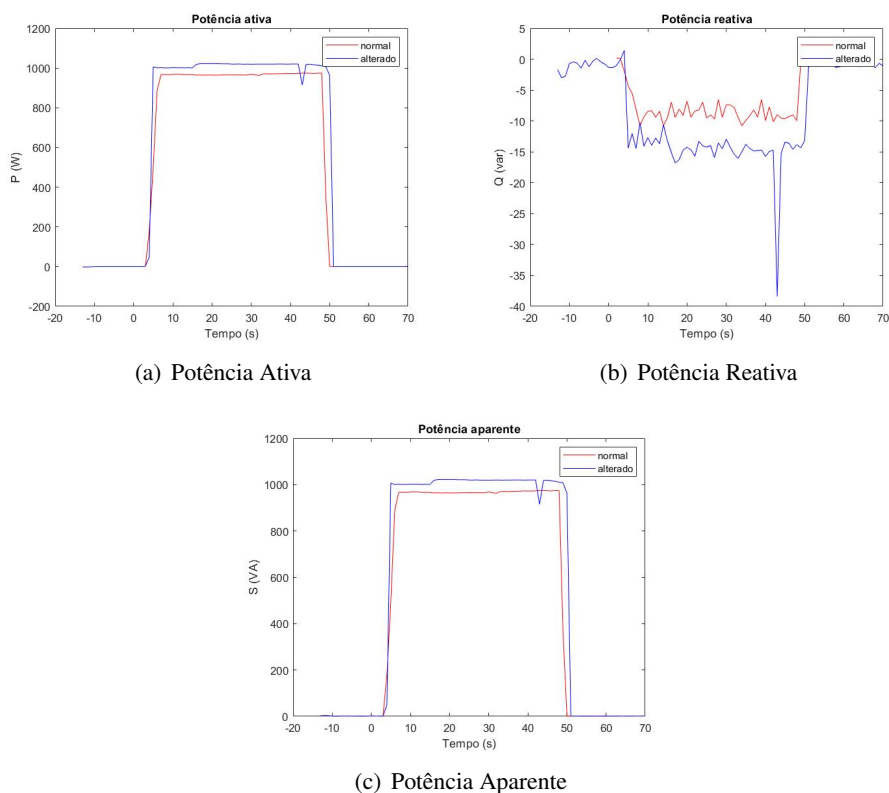 Potência ativa
1200
1000
800
600
400
200
0
-200
P (W)
normal
alterado
-20 -10 0 10 20 30 40 50 60 70
Tempo (s)
(a) Potência Ativa
Potência reativa
5
0
-5
-10
-15
-20
-25
-30
-35
-40
Q (var)
normal
alterado
-20 -10 0 10 20 30 40 50 60 70
Tempo (s)
(b) Potência Reativa
Potência aparente
1200
1000
800
600
400
200
0
S (VA)
normal
alterado
-20 -10 0 10 20 30 40 50 60 70
Tempo (s)
(c) Potência Aparente